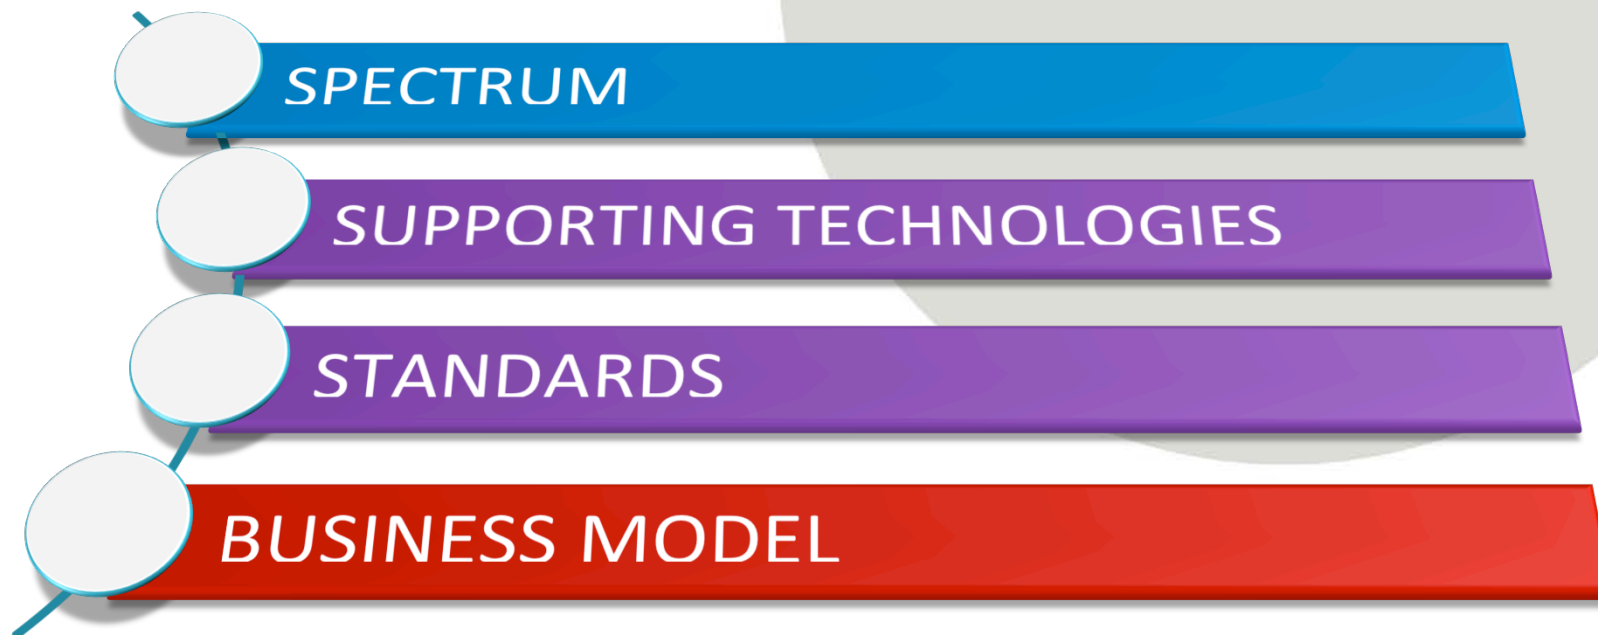 SPECTRUM
SUPPORTING TECHNOLOGIES
STANDARDS
BUSINESS MODEL